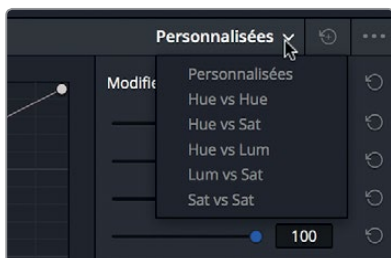 Personnalisées
Modifie
Personnalisées
Hue vs Hue
Hue vs Sat
Hue vs Lum
Lum vs Sat
Sat vs Sat
100